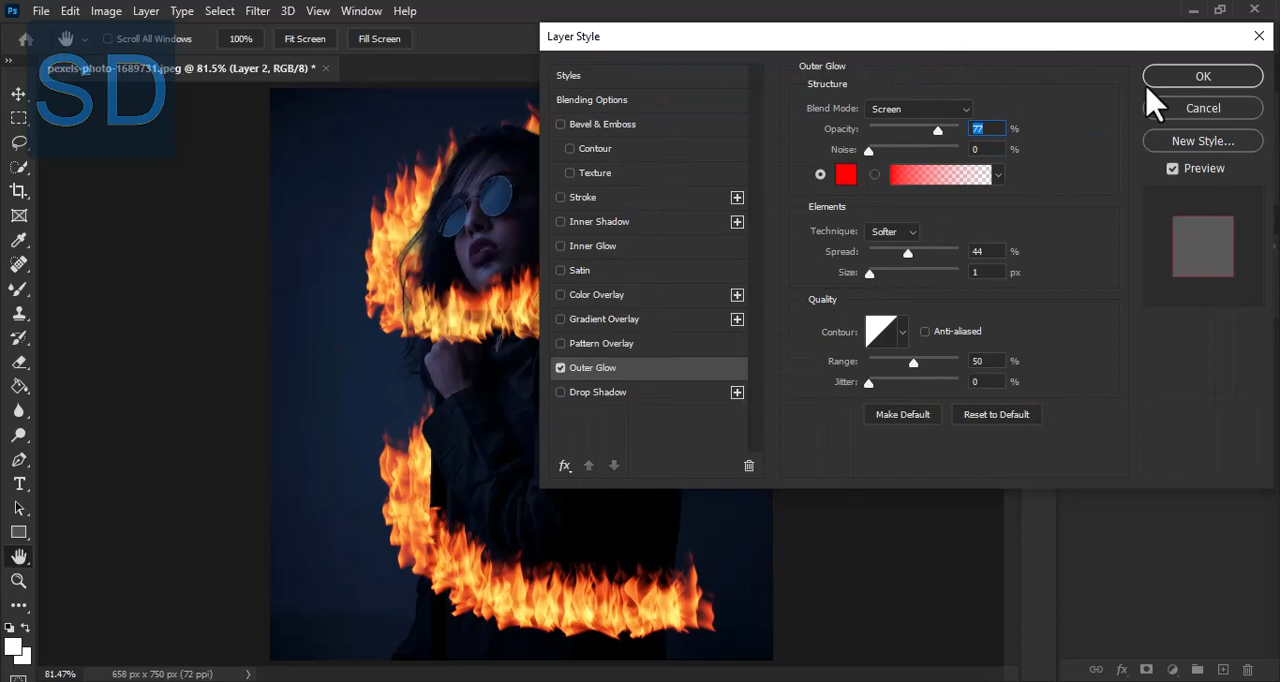 Ps File Edit Image Layer Type Select Filter 3D View Window Help
Scroll All Windows 100% Fit Screen Fill Screen
pexels-photo-1689731.jpeg @ 81.5% (Layer 2, RGB/8) *
SD
Layer Style
Styles
Blending Options
Bevel & Emboss
Contour
Texture
Stroke
Inner Shadow
Inner Glow
Satin
Color Overlay
Gradient Overlay
Pattern Overlay
Outer Glow
Drop Shadow
fx
Outer Glow
Structure
Blend Mode: Screen
Opacity: 77 %
Noise: 0 %
Elements
Technique: Softer
Spread: 44 %
Size: 1 px
Quality
Contour: Anti-aliased
Range: 50 %
Jitter: 0 %
Make Default Reset to Default
OK
Cancel
New Style...
Preview
81.47% 658 px x 750 px (72 ppi)
fx